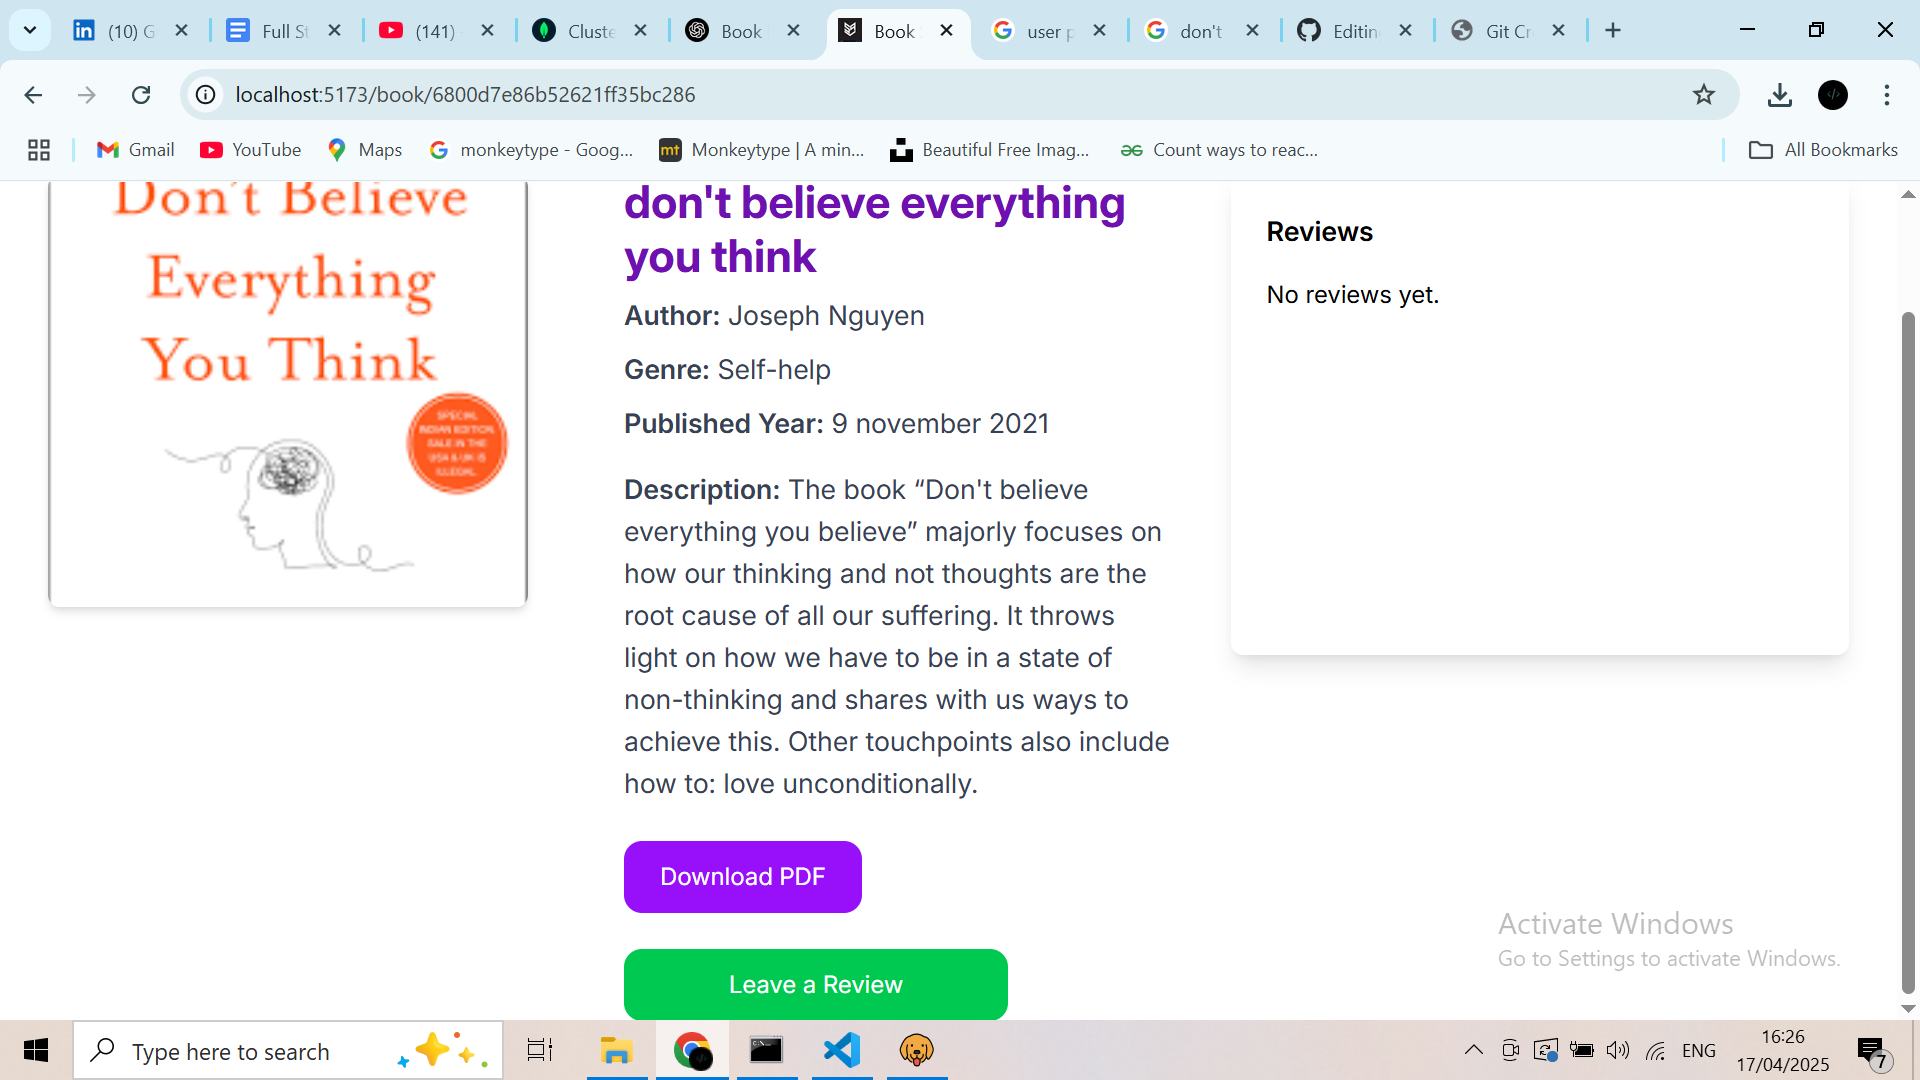 (10) G
Full St
(141)
Cluste
Book
Book
user p
don't
Editin
Git Cr
localhost:5173/book/6800d7e86b52621ff35bc286
Gmail
YouTube
Maps
monkeytype - Goog...
mt
Monkeytype | A min...
Beautiful Free Imag...
Count ways to reac...
All Bookmarks
Don't Believe
Everything
You Think
SPECIAL
INDIAN EDITION
SALE IN THE
USA & UK IS
ILLEGAL
don't believe everything
you think
Author: Joseph Nguyen
Genre: Self-help
Published Year: 9 november 2021
Description: The book “Don't believe
everything you believe” majorly focuses on
how our thinking and not thoughts are the
root cause of all our suffering. It throws
light on how we have to be in a state of
non-thinking and shares with us ways to
achieve this. Other touchpoints also include
how to: love unconditionally.
Download PDF
Leave a Review
Reviews
No reviews yet.
Activate Windows
Go to Settings to activate Windows.
Type here to search
ENG
16:26
17/04/2025
7